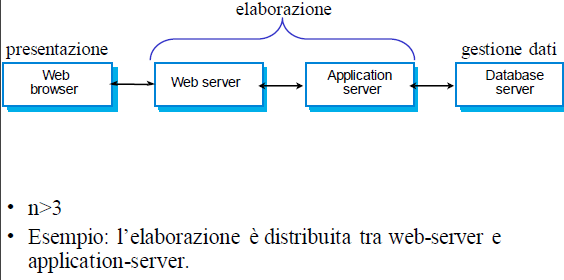 elaborazione
presentazione
gestione dati
Web
browser
Web server
Application
server
Database
server
• n>3
• Esempio: l'elaborazione è distribuita tra web-server e
application-server.